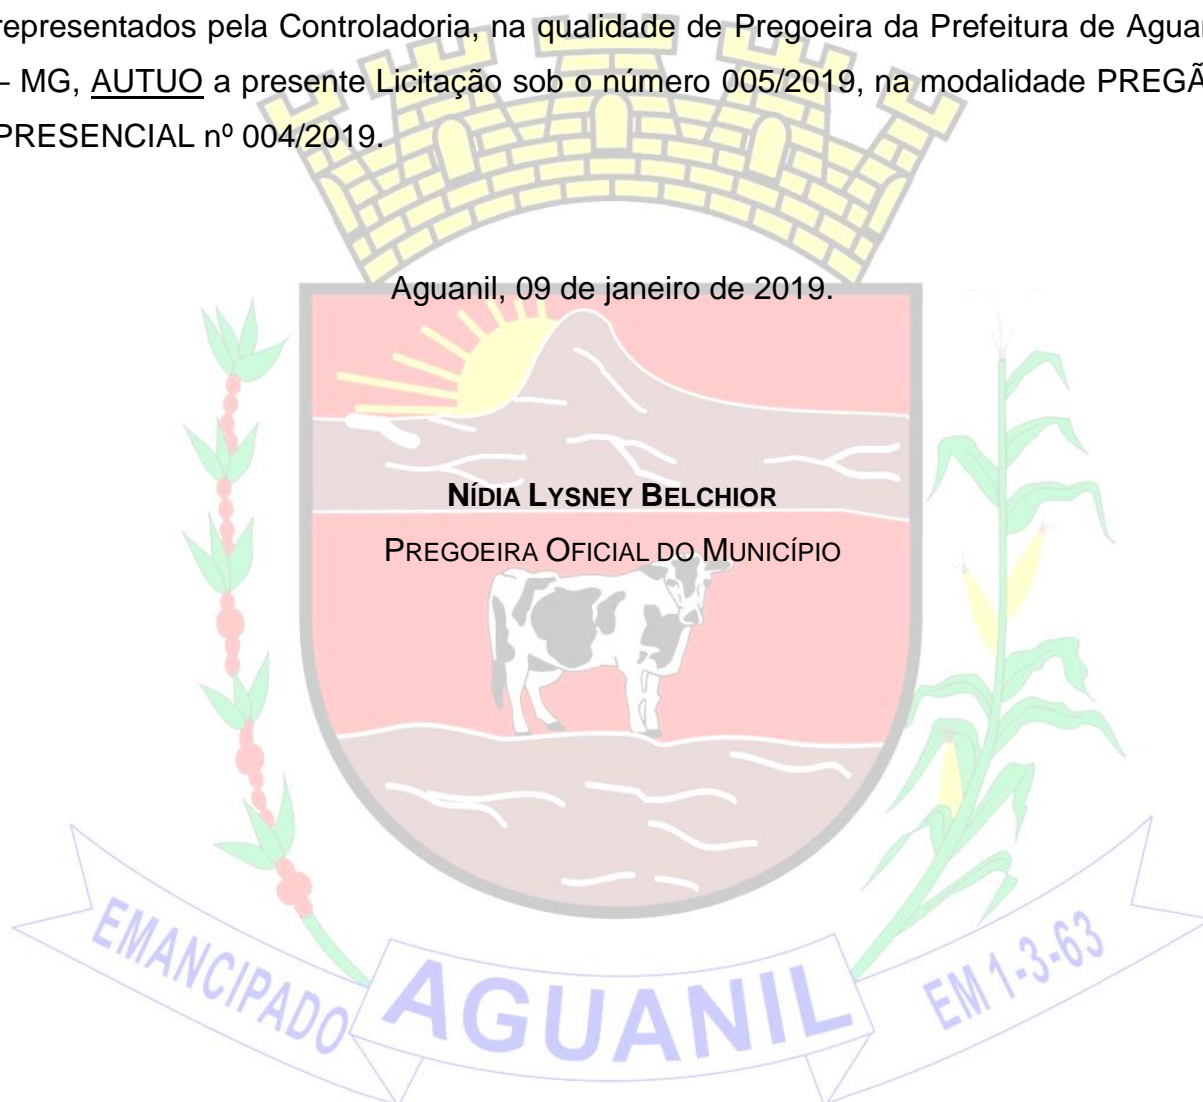 representados pela Controladoria, na qualidade de Pregoeira da Prefeitura de Aguan
– MG, AUTUO a presente Licitação sob o número 005/2019, na modalidade PREGÃ
PRESENCIAL nº 004/2019.
Aguanil, 09 de janeiro de 2019.
NÍDIA LYSNEY BELCHIOR
PREGOEIRA OFICIAL DO MUNICÍPIO
EMANCIPADO
AGUANIL
EM 1-3-63